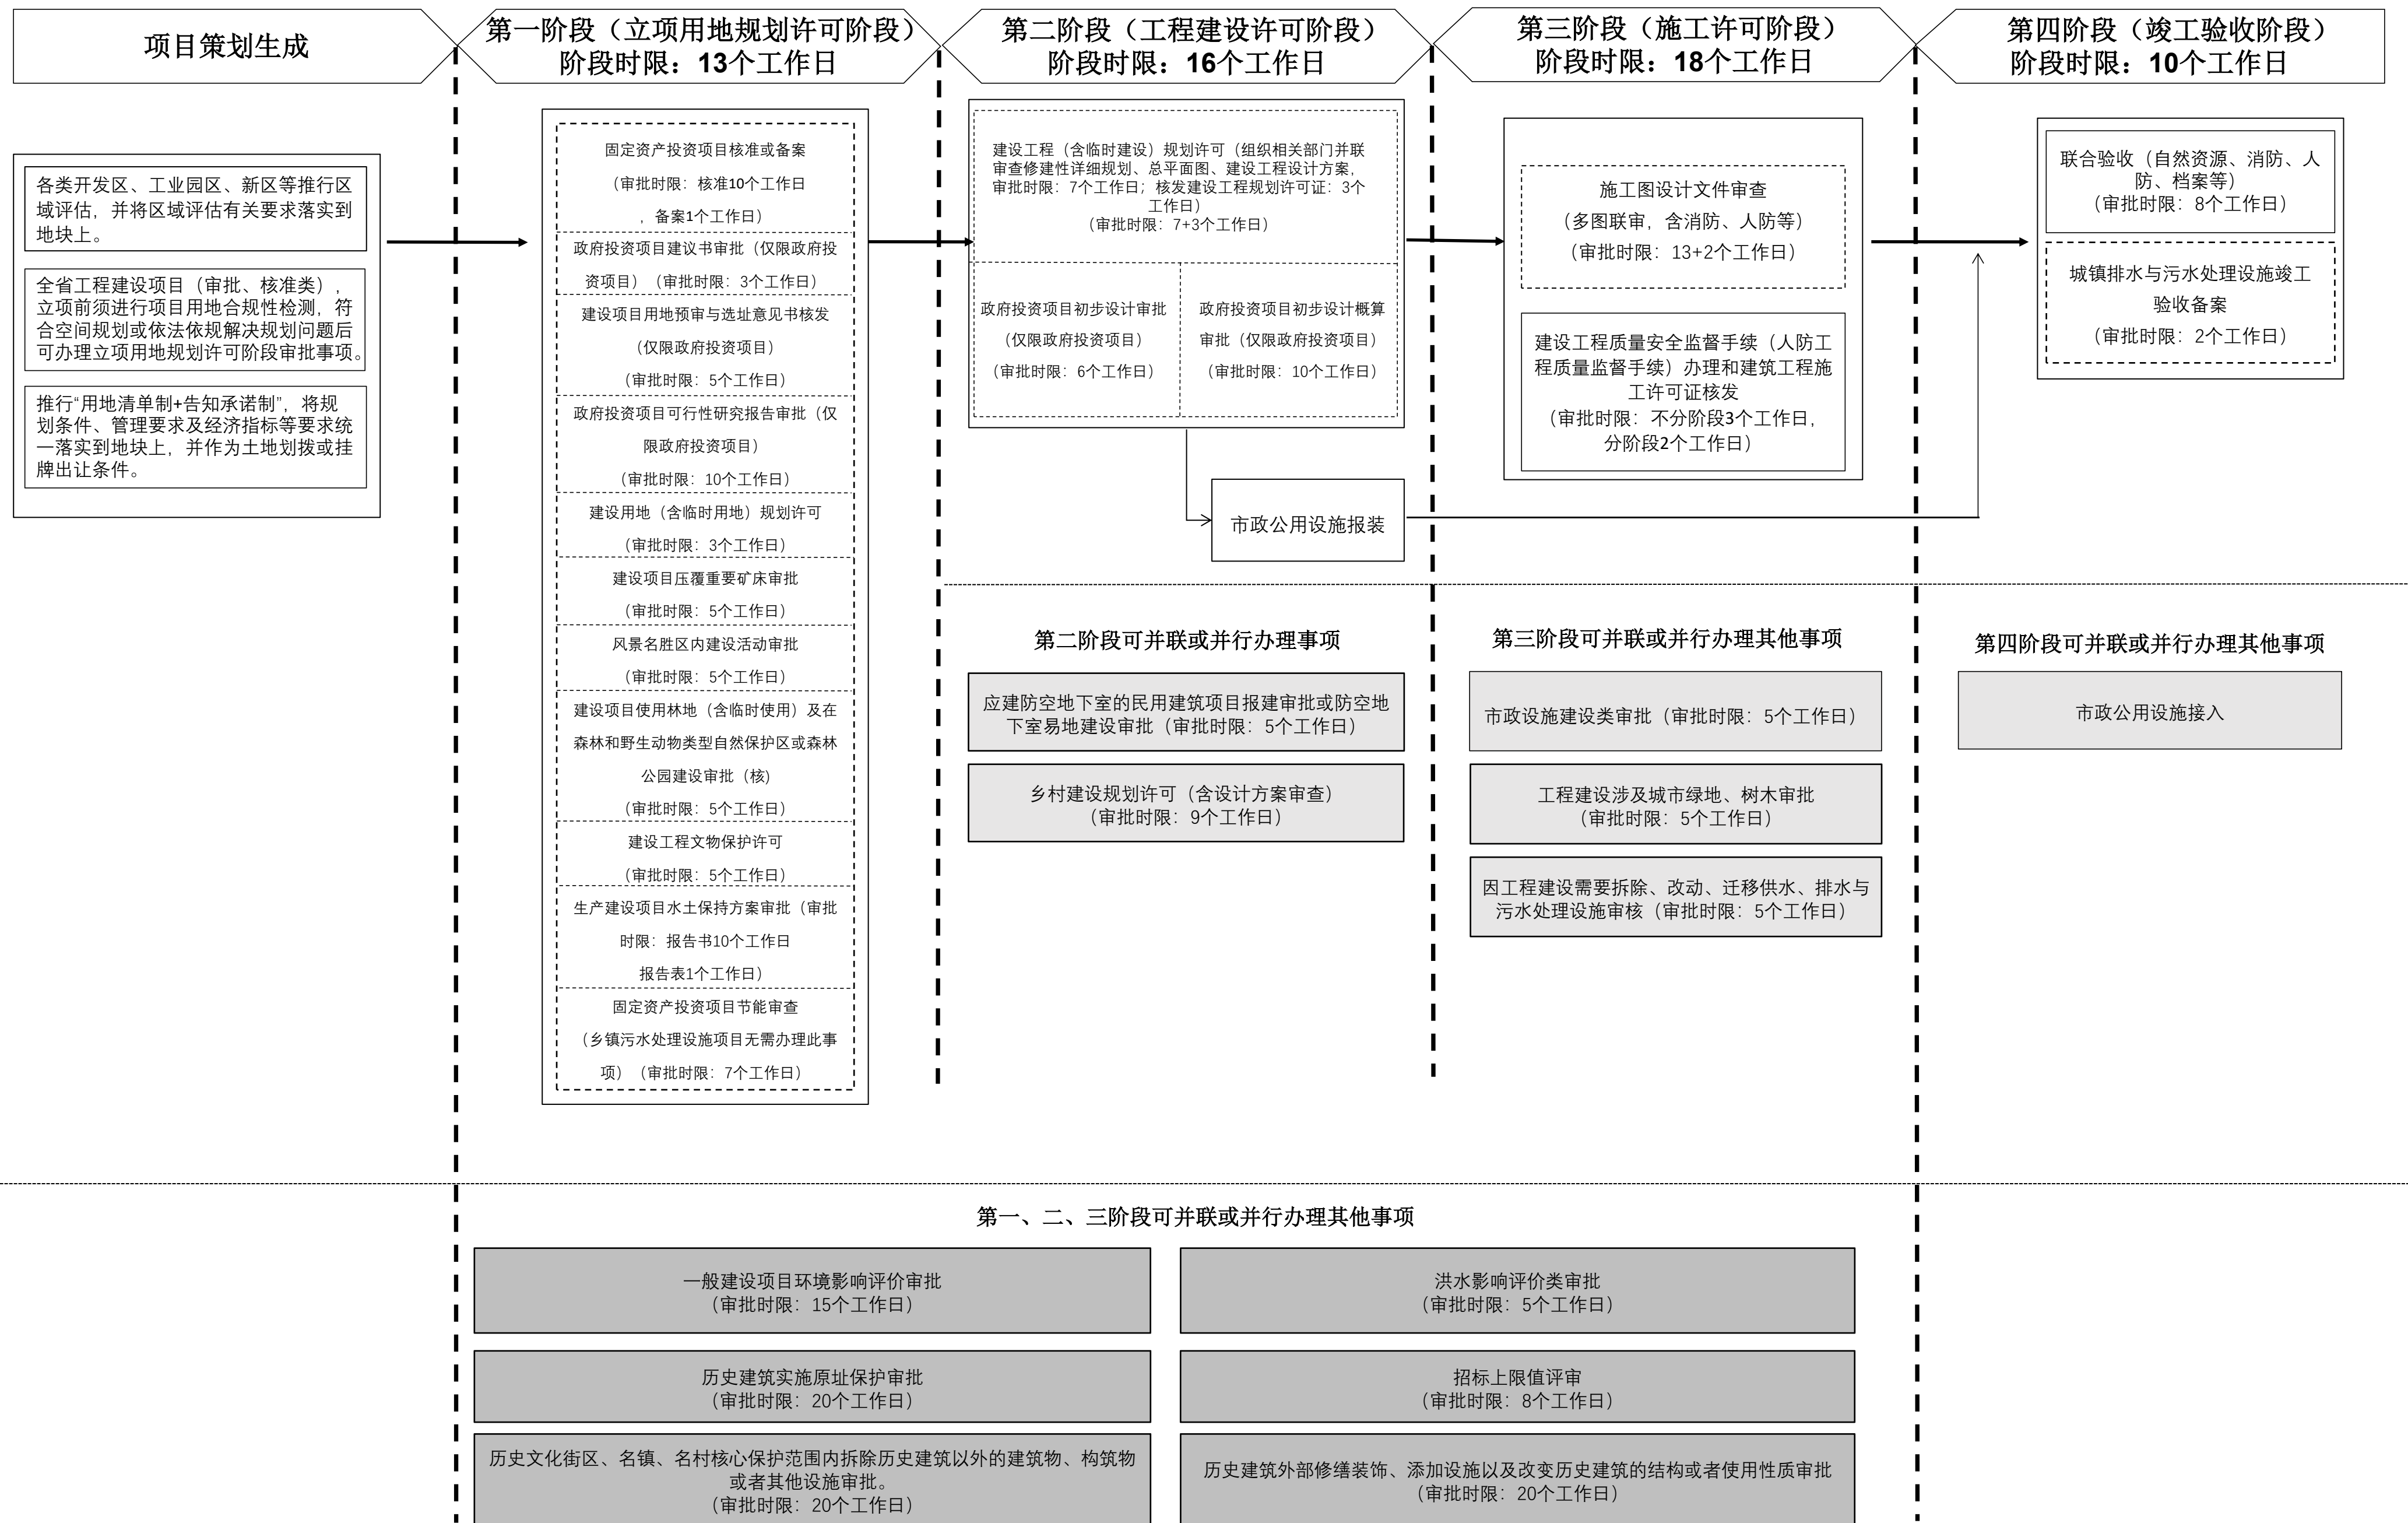 项目策划生成
第一阶段（立项用地规划许可阶段）
阶段时限：13个工作日
第二阶段（工程建设许可阶段）
阶段时限：16个工作日
第三阶段（施工许可阶段）
阶段时限：18个工作日
第四阶段（竣工验收阶段）
阶段时限：10个工作日
各类开发区、工业园区、新区等推行区
域评估，并将区域评估有关要求落实到
地块上。
全省工程建设项目（审批、核准类），
立项前须进行项目用地合规性检测，符
合空间规划或依法依规解决规划问题后
可办理立项用地规划许可阶段审批事项。
推行“用地清单制+告知承诺制”，将规
划条件、管理要求及经济指标等要求统
一落实到地块上，并作为土地划拨或挂
牌出让条件。
固定资产投资项目核准或备案
（审批时限：核准10个工作日
，备案1个工作日）
政府投资项目建议书审批（仅限政府投
资项目）（审批时限：3个工作日）
建设项目用地预审与选址意见书核发
（仅限政府投资项目）
（审批时限：5个工作日）
政府投资项目可行性研究报告审批（仅
限政府投资项目）
（审批时限：10个工作日）
建设用地（含临时用地）规划许可
（审批时限：3个工作日）
建设项目压覆重要矿床审批
（审批时限：5个工作日）
风景名胜区内建设活动审批
（审批时限：5个工作日）
建设项目使用林地（含临时使用）及在
森林和野生动物类型自然保护区或森林
公园建设审批（核）
（审批时限：5个工作日）
建设工程文物保护许可
（审批时限：5个工作日）
生产建设项目水土保持方案审批（审批
时限：报告书10个工作日
报告表1个工作日）
固定资产投资项目节能审查
（乡镇污水处理设施项目无需办理此事
项）（审批时限：7个工作日）
建设工程（含临时建设）规划许可（组织相关部门并联
审查修建性详细规划、总平面图、建设工程设计方案，
审批时限：7个工作日；核发建设工程规划许可证：3个
工作日）
（审批时限：7+3个工作日）
政府投资项目初步设计审批
（仅限政府投资项目）
（审批时限：6个工作日）
政府投资项目初步设计概算
审批（仅限政府投资项目）
（审批时限：10个工作日）
市政公用设施报装
施工图设计文件审查
（多图联审，含消防、人防等）
（审批时限：13+2个工作日）
建设工程质量安全监督手续（人防工
程质量监督手续）办理和建筑工程施
工许可证核发
（审批时限：不分阶段3个工作日，
分阶段2个工作日）
联合验收（自然资源、消防、人
防、档案等）
（审批时限：8个工作日）
城镇排水与污水处理设施竣工
验收备案
（审批时限：2个工作日）
第二阶段可并联或并行办理事项
应建防空地下室的民用建筑项目报建审批或防空地
下室易地建设审批（审批时限：5个工作日）
乡村建设规划许可（含设计方案审查）
（审批时限：9个工作日）
第三阶段可并联或并行办理其他事项
市政设施建设类审批（审批时限：5个工作日）
工程建设涉及城市绿地、树木审批
（审批时限：5个工作日）
因工程建设需要拆除、改动、迁移供水、排水与
污水处理设施审核（审批时限：5个工作日）
第四阶段可并联或并行办理其他事项
市政公用设施接入
第一、二、三阶段可并联或并行办理其他事项
一般建设项目环境影响评价审批
（审批时限：15个工作日）
洪水影响评价类审批
（审批时限：5个工作日）
历史建筑实施原址保护审批
（审批时限：20个工作日）
招标上限值评审
（审批时限：8个工作日）
历史文化街区、名镇、名村核心保护范围内拆除历史建筑以外的建筑物、构筑物
或者其他设施审批。
（审批时限：20个工作日）
历史建筑外部修缮装饰、添加设施以及改变历史建筑的结构或者使用性质审批
（审批时限：20个工作日）